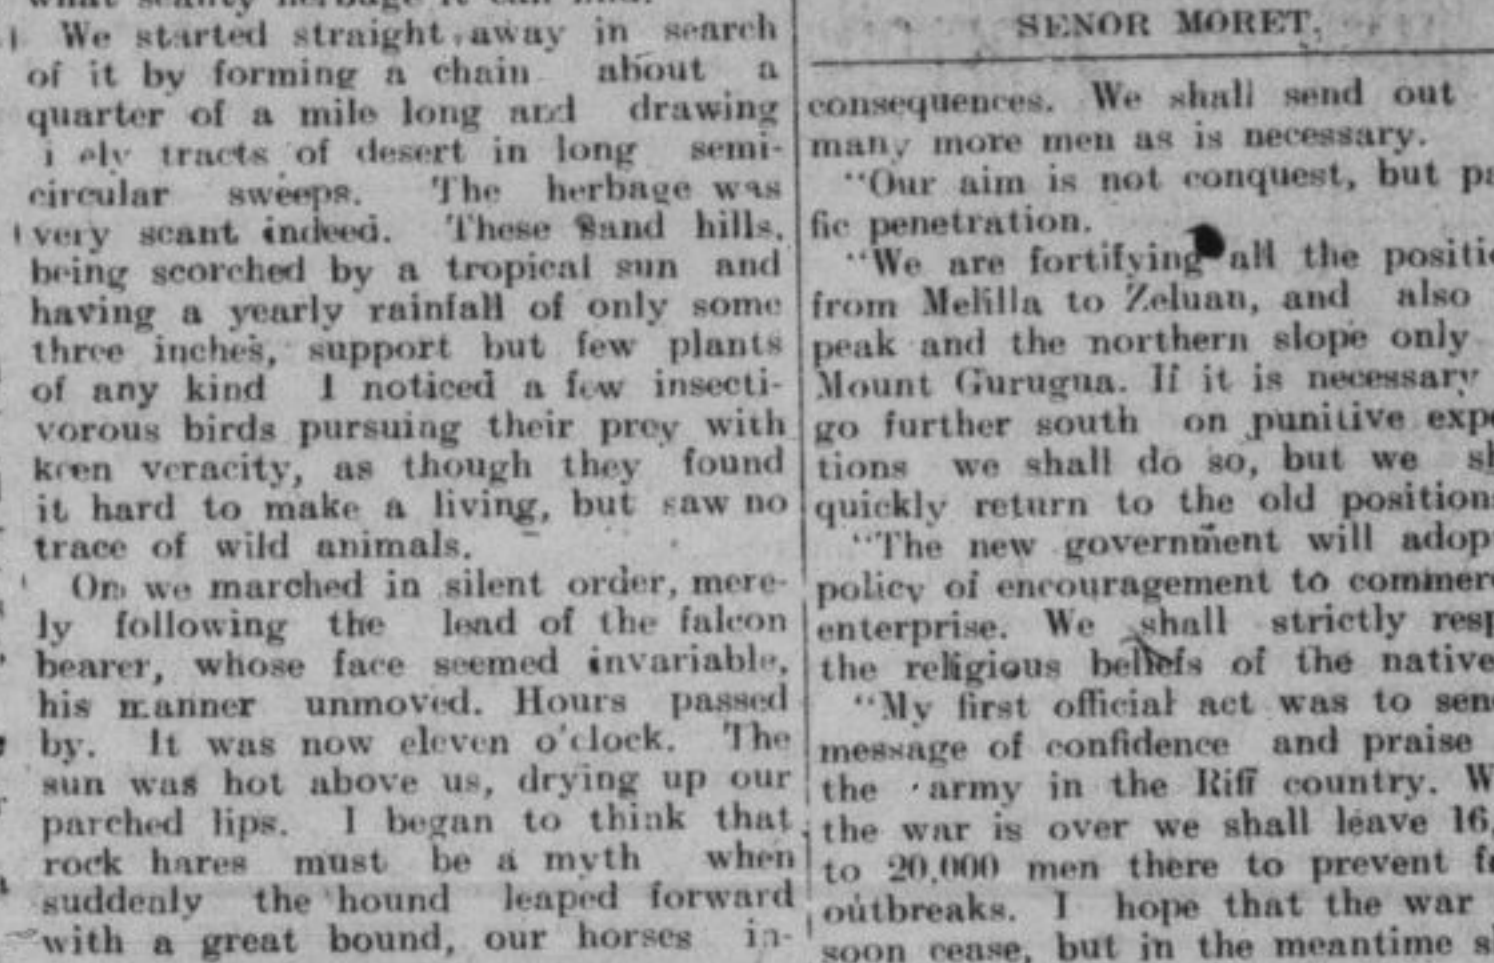 We started straight away in search
of it by forming a chain about a
quarter of a mile long and drawing
ely tracts of desert in long semi-
circular sweeps. The herbage was
very scant indeed. These sand hills,
being scorched by a tropical sun and
having a yearly rainfall of only some
three inches, support but few plants
of any kind I noticed a few insecti-
vorous birds pursuing their prey with
keen veracity, as though they found
it hard to make a living, but saw no
trace of wild animals.
On we marched in silent order, mere-
ly following the lead of the falcon
bearer, whose face seemed invariable,
his manner unmoved. Hours passed
by. It was now eleven o'clock. The
sun was hot above us, drying up our
parched lips. I began to think that
rock hares must be a myth when
suddenly the hound leaped forward
with a great bound, our horses in-
SENOR MORET.
consequences. We shall send out
many more men as is necessary.
"Our aim is not conquest, but pa
fic penetration.
"We are fortifying all the positio
from Melilla to Zeluan, and also
peak and the northern slope only
Mount Gurugua. If it is necessary
go further south on punitive expe
tions we shall do so, but we sh
quickly return to the old position
"The new government will adop
policy of encouragement to commerc
enterprise. We shall strictly resp
the religious beliefs of the native
"My first official act was to sen
message of confidence and praise
the army in the Riff country. W
the war is over we shall leave 16,
to 20,000 men there to prevent f
outbreaks. I hope that the war
soon cease, but in the meantime s